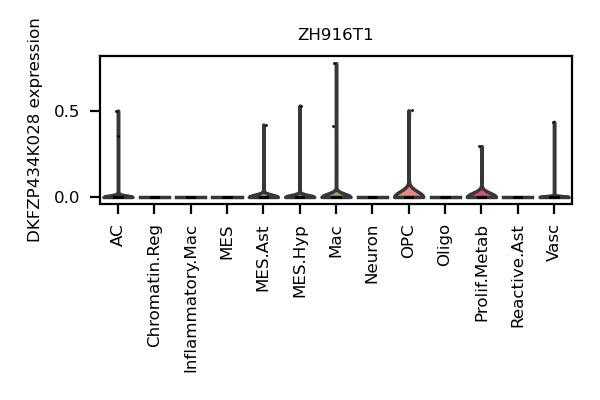 ZH916T1
DKFZP434K028 expression
0.5
0.0
AC
Chromatin.Reg
Inflammatory.Mac
MES
MES.Ast
MES.Hyp
Mac
Neuron
OPC
Oligo
Prolif.Metab
Reactive.Ast
Vasc